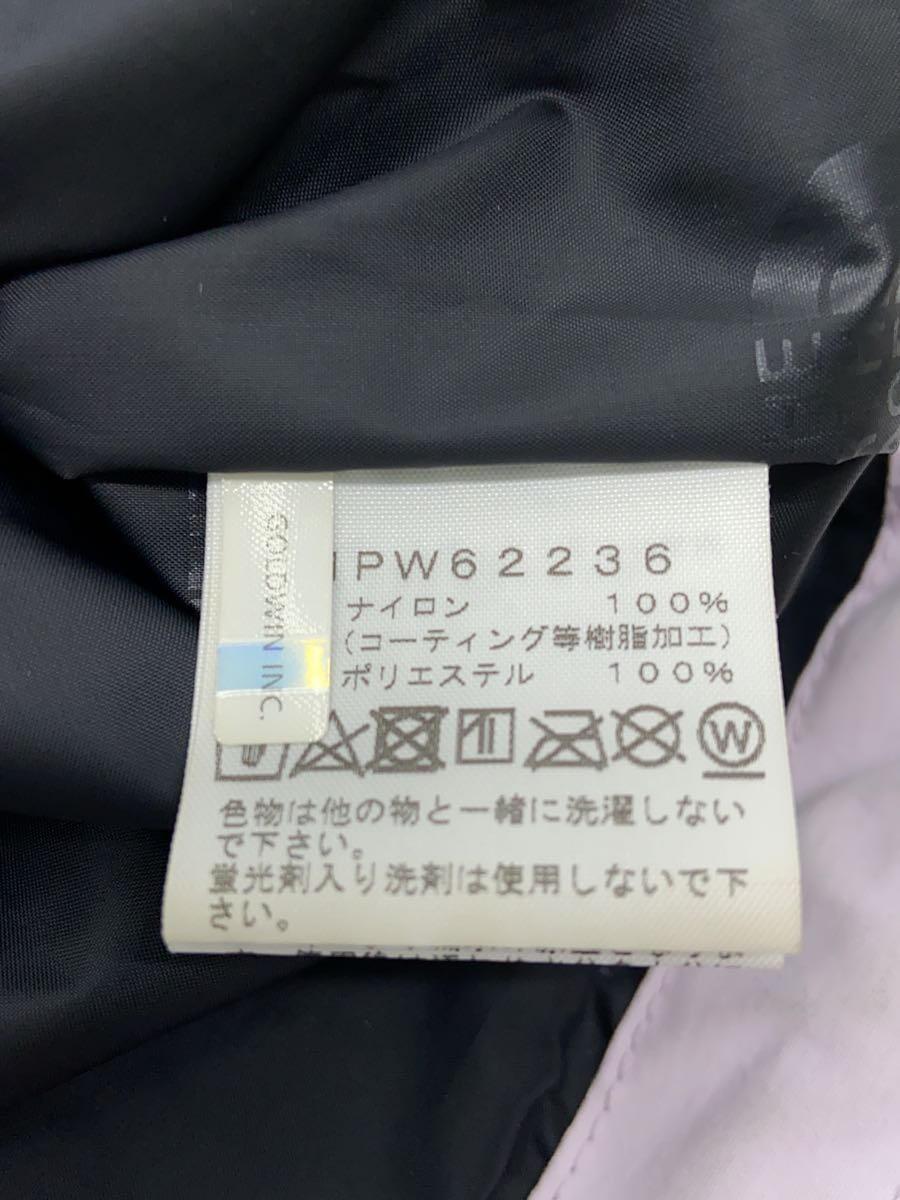 PW62236
ナイロン 100%
(コーティング等樹脂加工)
ポリエステル 100%
GOLDWIN INC.
W
色物は他の物と一緒に洗濯しない
で下さい。
蛍光剤入り洗剤は使用しないで下
さい。